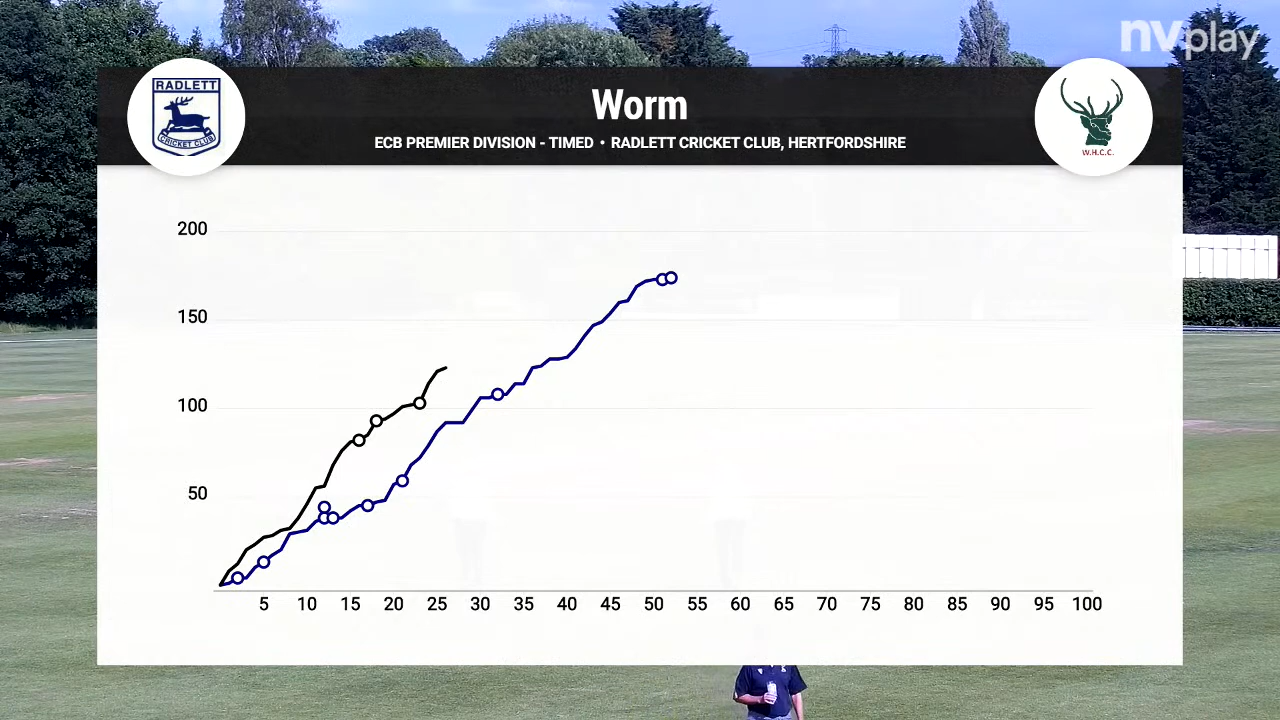 nvplay
RADLETT
CRICKET CLUB
Worm
ECB PREMIER DIVISION - TIMED • RADLETT CRICKET CLUB, HERTFORDSHIRE
W.H.C.C.
200
150
100
50
5 10 15 20 25 30 35 40 45 50 55 60 65 70 75 80 85 90 95 100